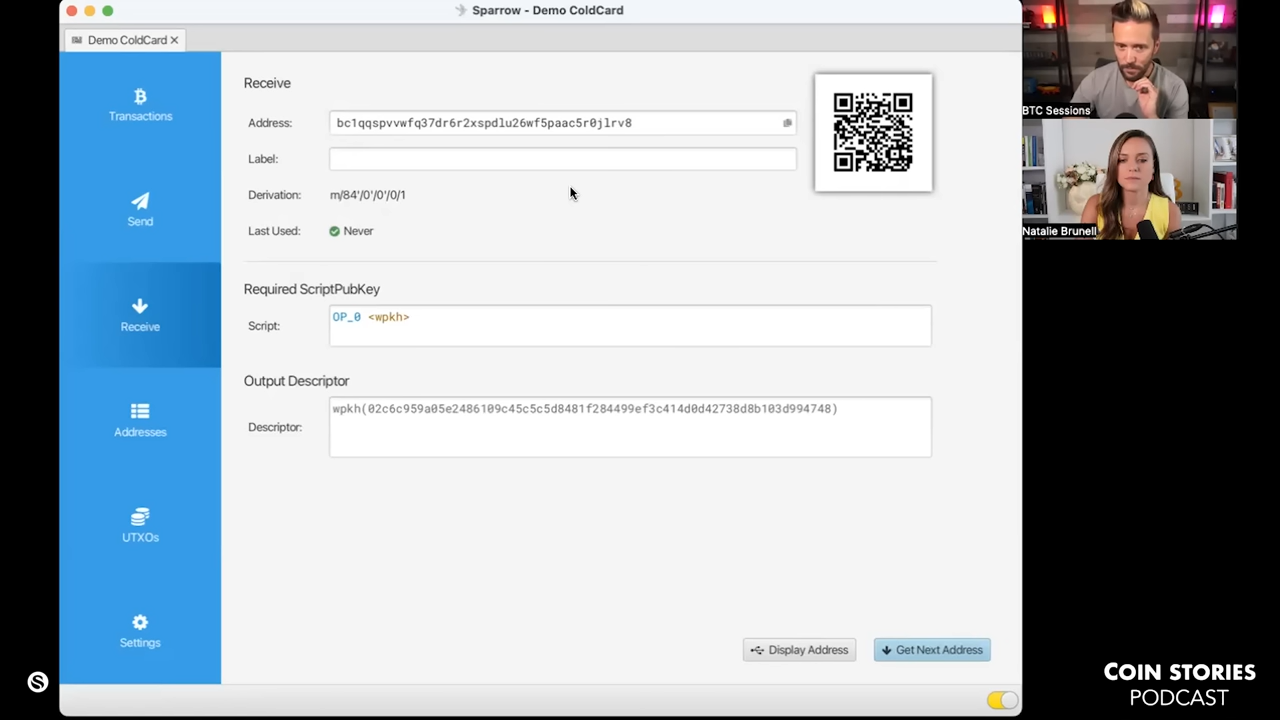 Sparrow - Demo ColdCard
Demo ColdCard
BTC Sessions
Natalie Brunell
Transactions
Send
Receive
Addresses
UTXOs
Settings
Receive
Address: bc1qqspvvwfq37dr6r2xspdlu26wf5paac5r0jlrv8
Label:
Derivation: m/84'/0'/0'/0/1
Last Used: Never
Required ScriptPubKey
Script: OP_0 <wpkh>
Output Descriptor
Descriptor: wpkh(02c6c959a05e2486109c45c5c5d8481f284499ef3c414d0d42738d8b103d994748)
Display Address
Get Next Address
COIN STORIES
PODCAST